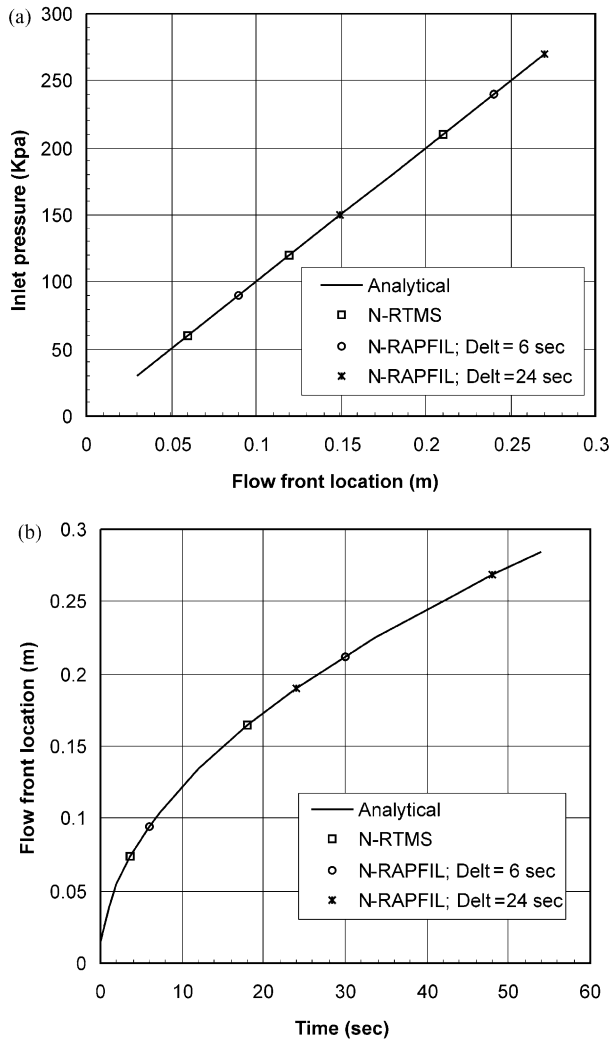 (a)
300
250
200
150
100
50
0
Inlet pressure (Kpa)
Analytical
N-RTMS
N-RAPFIL; Delt = 6 sec
N-RAPFIL; Delt =24 sec
0 0.05 0.1 0.15 0.2 0.25 0.3
Flow front location (m)
(b)
0.3
0.25
0.2
0.15
0.1
0.05
0
Flow front location (m)
Analytical
N-RTMS
N-RAPFIL; Delt = 6 sec
N-RAPFIL; Delt =24 sec
0 10 20 30 40 50 60
Time (sec)